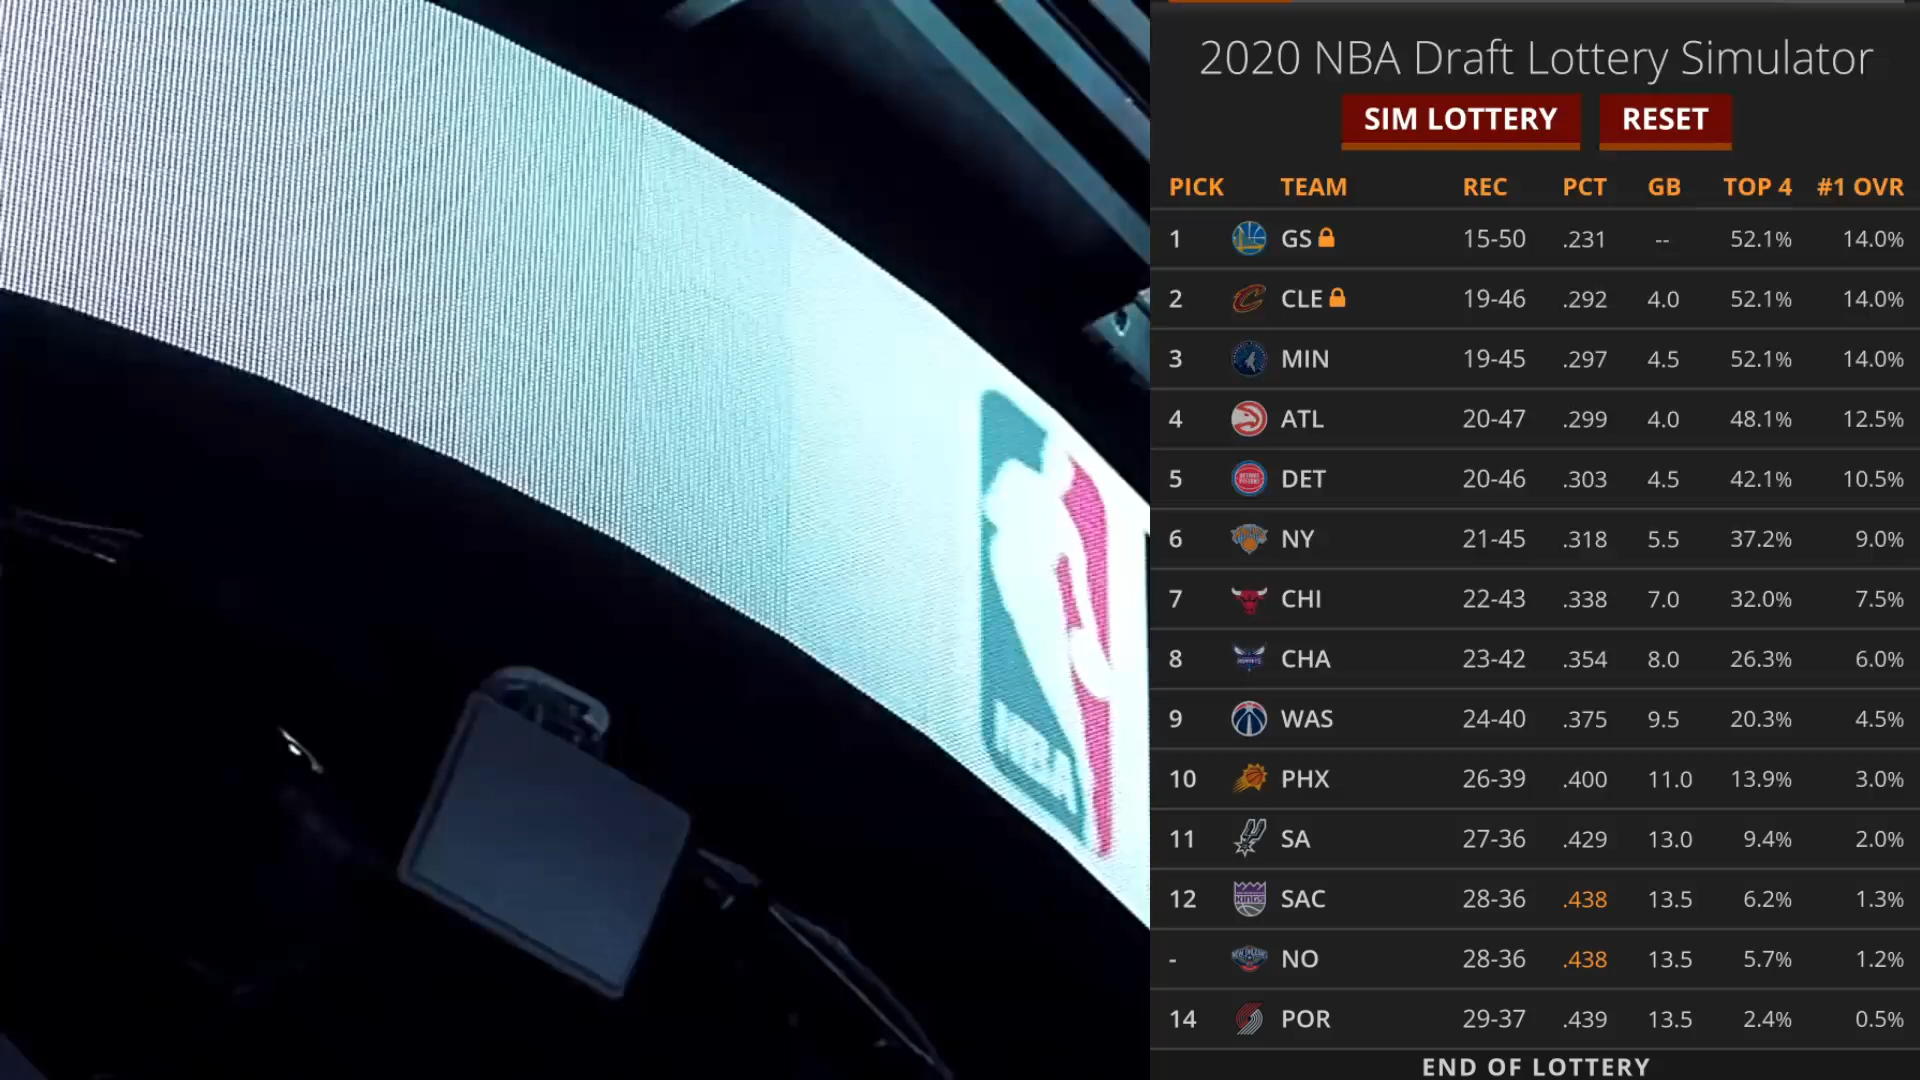 NBA
2020 NBA Draft Lottery Simulator
SIM LOTTERY RESET
PICK TEAM REC PCT GB TOP 4 #1 OVR
1 GS 15-50 .231 -- 52.1% 14.0%
2 CLE 19-46 .292 4.0 52.1% 14.0%
3 MIN 19-45 .297 4.5 52.1% 14.0%
4 ATL 20-47 .299 4.0 48.1% 12.5%
5 DET 20-46 .303 4.5 42.1% 10.5%
6 NY 21-45 .318 5.5 37.2% 9.0%
7 CHI 22-43 .338 7.0 32.0% 7.5%
8 CHA 23-42 .354 8.0 26.3% 6.0%
9 WAS 24-40 .375 9.5 20.3% 4.5%
10 PHX 26-39 .400 11.0 13.9% 3.0%
11 SA 27-36 .429 13.0 9.4% 2.0%
12 SAC 28-36 .438 13.5 6.2% 1.3%
- NO 28-36 .438 13.5 5.7% 1.2%
14 POR 29-37 .439 13.5 2.4% 0.5%
END OF LOTTERY